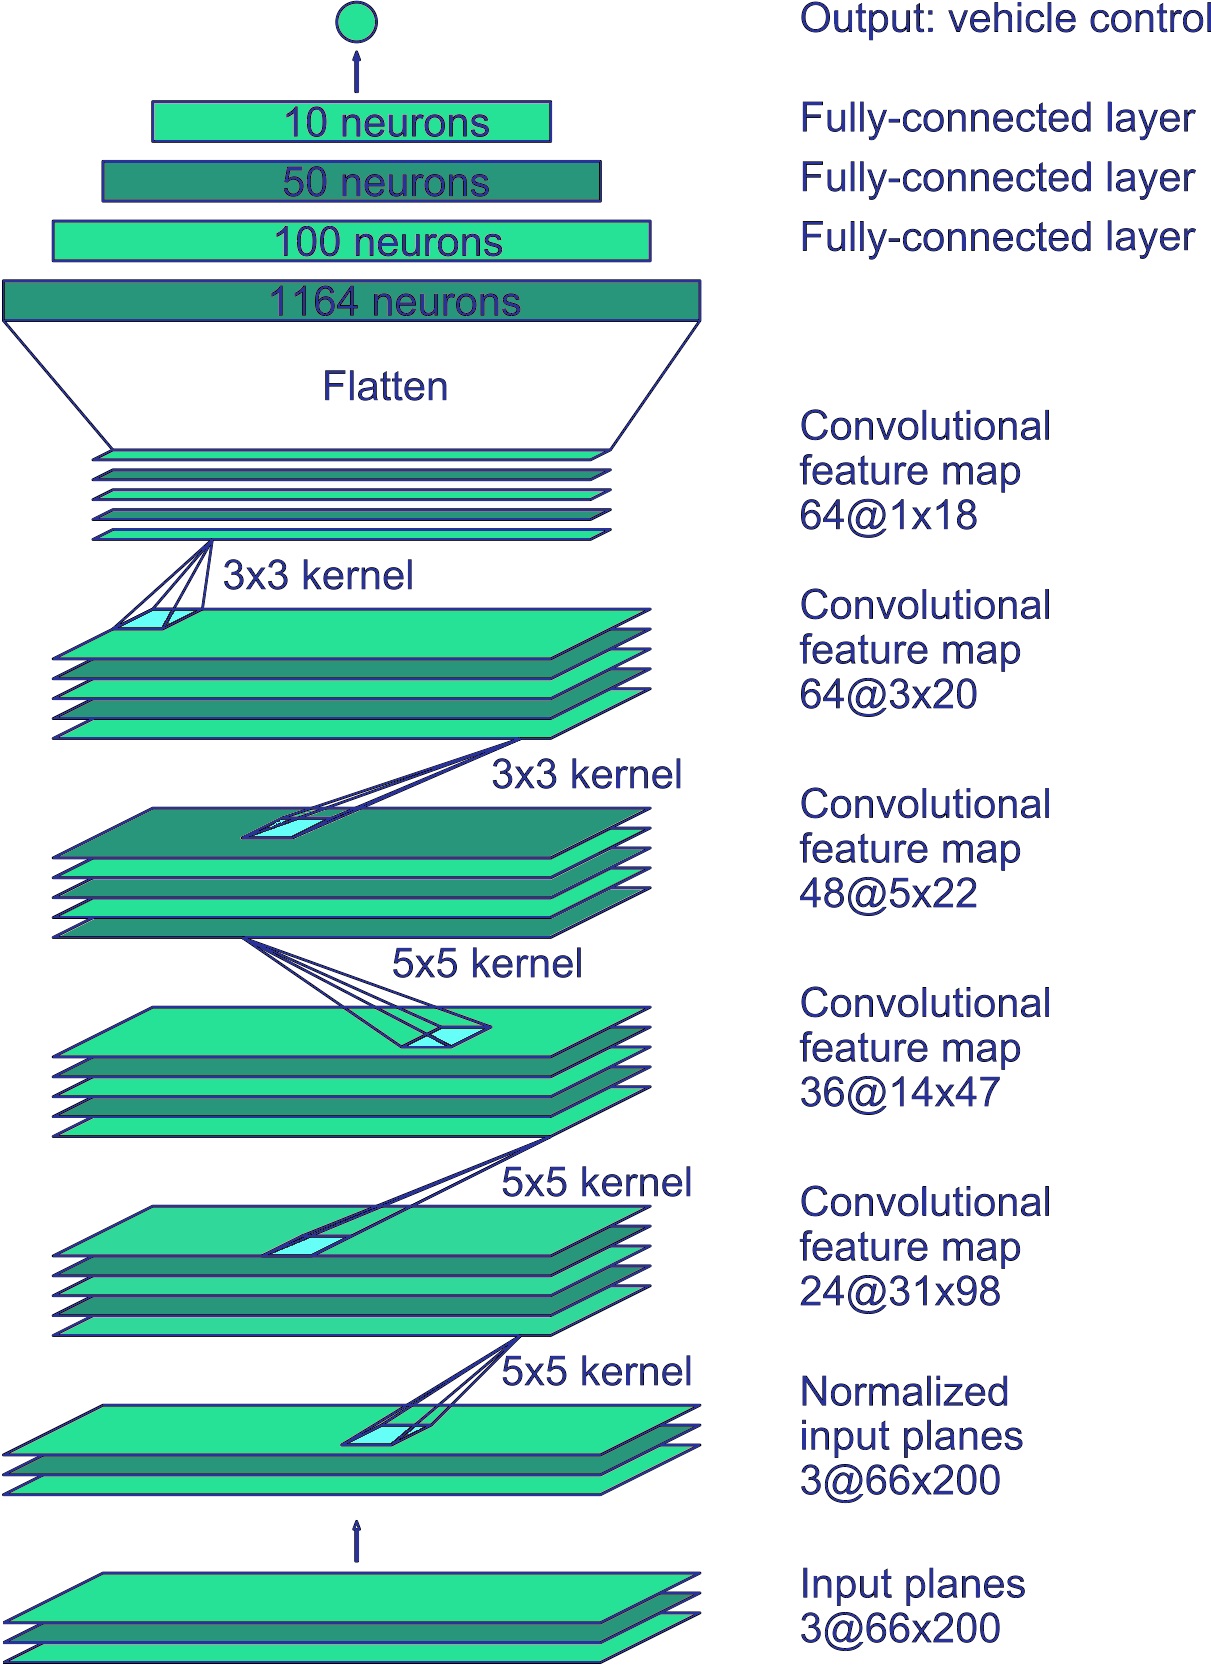 Output: vehicle control
10 neurons
Fully-connected layer
50 neurons
Fully-connected layer
100 neurons
Fully-connected layer
1164 neurons
Flatten
Convolutional
feature map
64@1x18
3x3 kernel
Convolutional
feature map
64@3x20
3x3 kernel
Convolutional
feature map
48@5x22
5x5 kernel
Convolutional
feature map
36@14x47
5x5 kernel
Convolutional
feature map
24@31x98
5x5 kernel
Normalized
input planes
3@66x200
Input planes
3@66x200